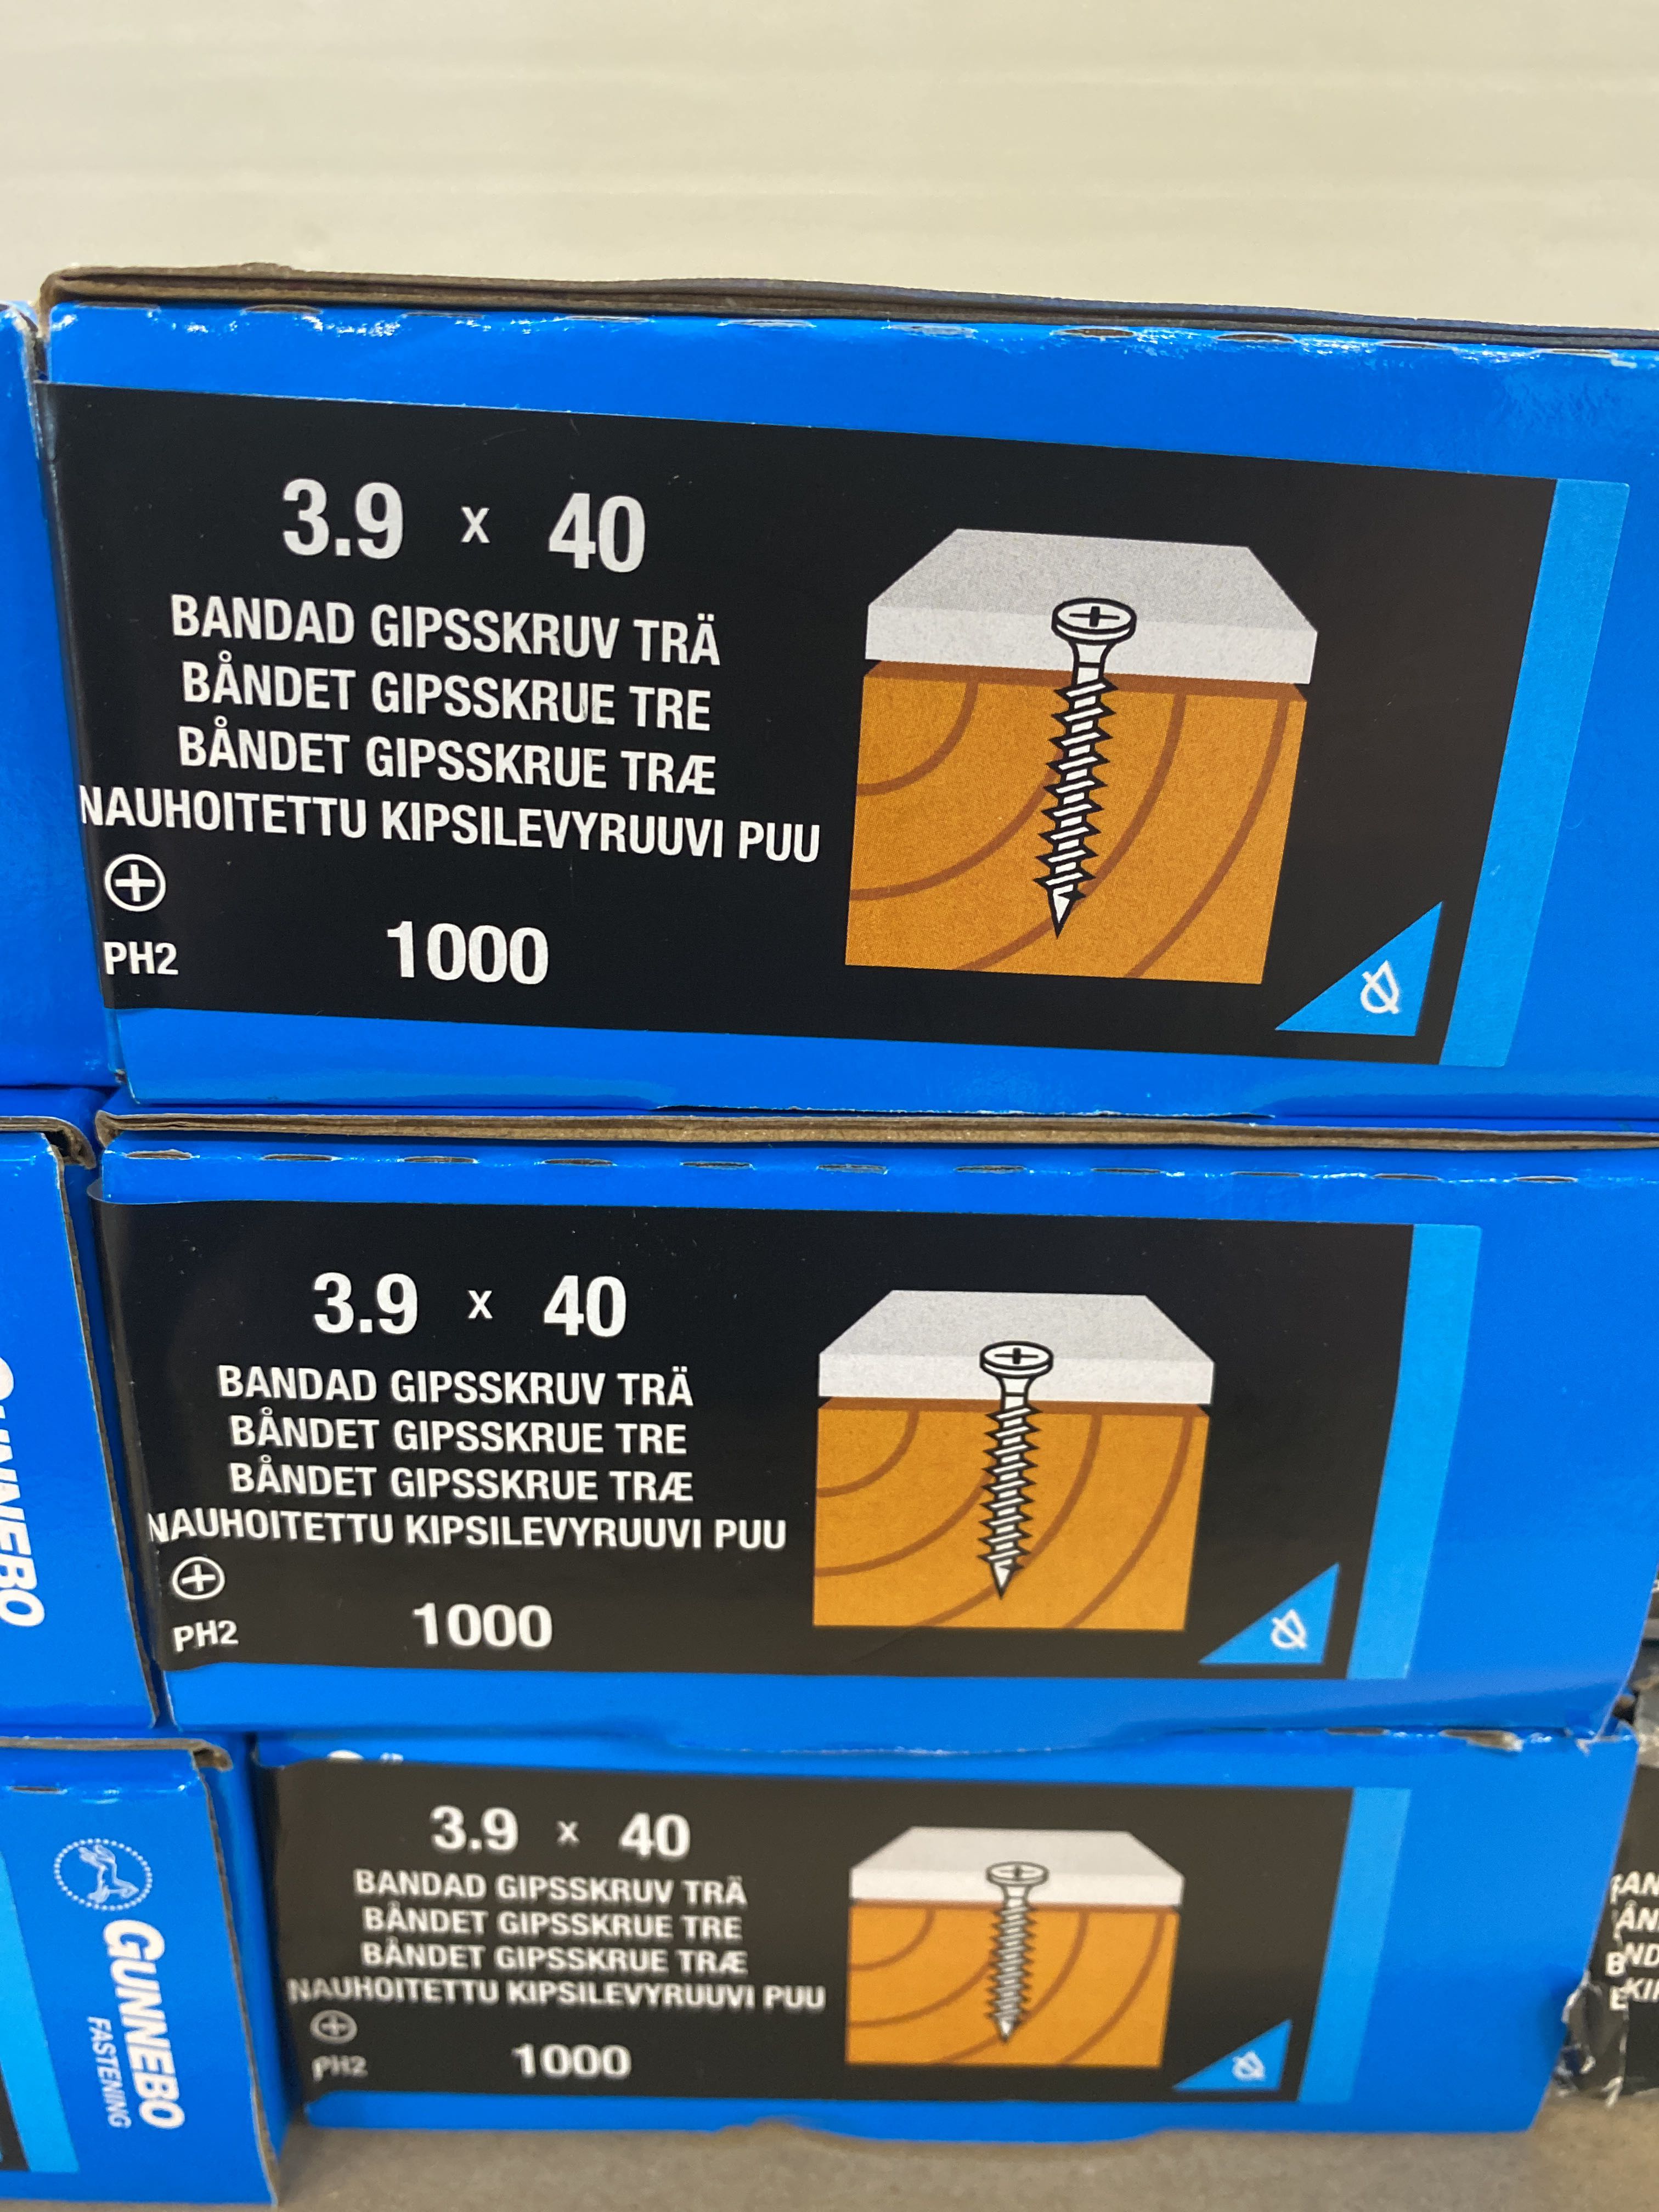 3.9 x 40
BANDAD GIPSSKRUV TRÄ
BÅNDET GIPSSKRUE TRE
BÅNDET GIPSSKRUE TRÆ
NAUHOITETTU KIPSILEVYRUUVI PUU
PH2
1000
3.9 x 40
BANDAD GIPSSKRUV TRÄ
BÅNDET GIPSSKRUE TRE
BÅNDET GIPSSKRUE TRÆ
NAUHOITETTU KIPSILEVYRUUVI PUU
PH2
1000
GUNNEBO
3.9 x 40
BANDAD GIPSSKRUV TRÄ
BÅNDET GIPSSKRUE TRE
BÅNDET GIPSSKRUE TRÆ
NAUHOITETTU KIPSILEVYRUUVI PUU
PH2
1000
GUNNEBO
FASTENING